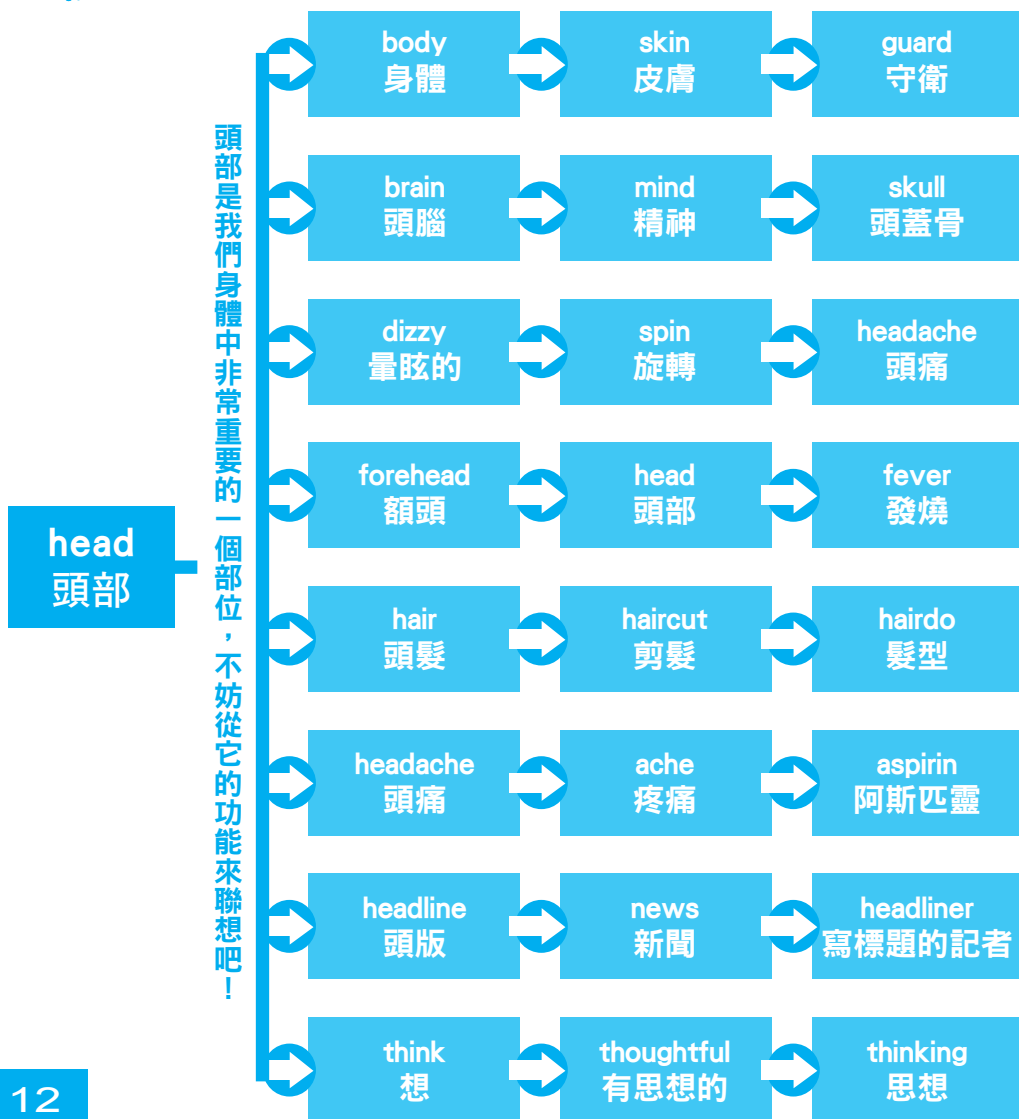 head
頭部
頭部是我們身體中非常重要的一個部位，不妨從它的功能來聯想吧！
body
身體
skin
皮膚
guard
守衛
brain
頭腦
mind
精神
skull
頭蓋骨
dizzy
暈眩的
spin
旋轉
headache
頭痛
forehead
額頭
head
頭部
fever
發燒
hair
頭髮
haircut
剪髮
hairdo
髮型
headache
頭痛
ache
疼痛
aspirin
阿斯匹靈
headline
頭版
news
新聞
headliner
寫標題的記者
think
想
thoughtful
有思想的
thinking
思想
12